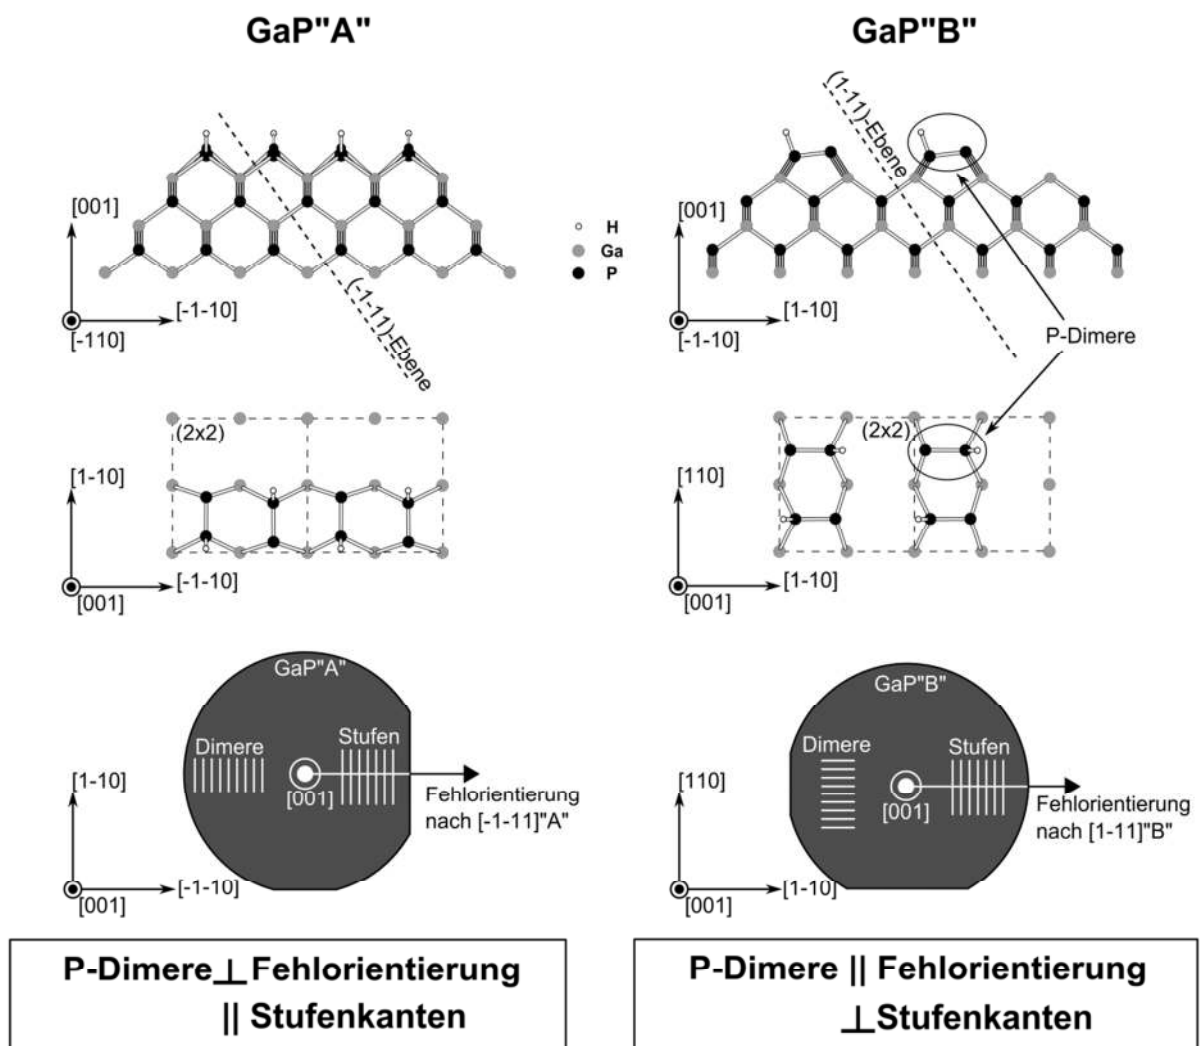 GaP"A"
GaP"B"
(-1-11)-Ebene
[001]
[-1-10]
[-110]
H
Ga
P
(1-11)-Ebene
[001]
[1-10]
[-1-10]
P-Dimere
(2x2)
[1-10]
[-1-10]
[001]
(2x2)
[110]
[1-10]
[001]
GaP"A"
Dimere
Stufen
[001]
[1-10]
Fehlorientierung
nach [-1-11]"A"
[-1-10]
[001]
GaP"B"
Dimere
Stufen
[001]
[110]
Fehlorientierung
nach [1-11]"B"
[1-10]
[001]
P-Dimere⊥Fehlorientierung
|| Stufenkanten
P-Dimere || Fehlorientierung
⊥Stufenkanten